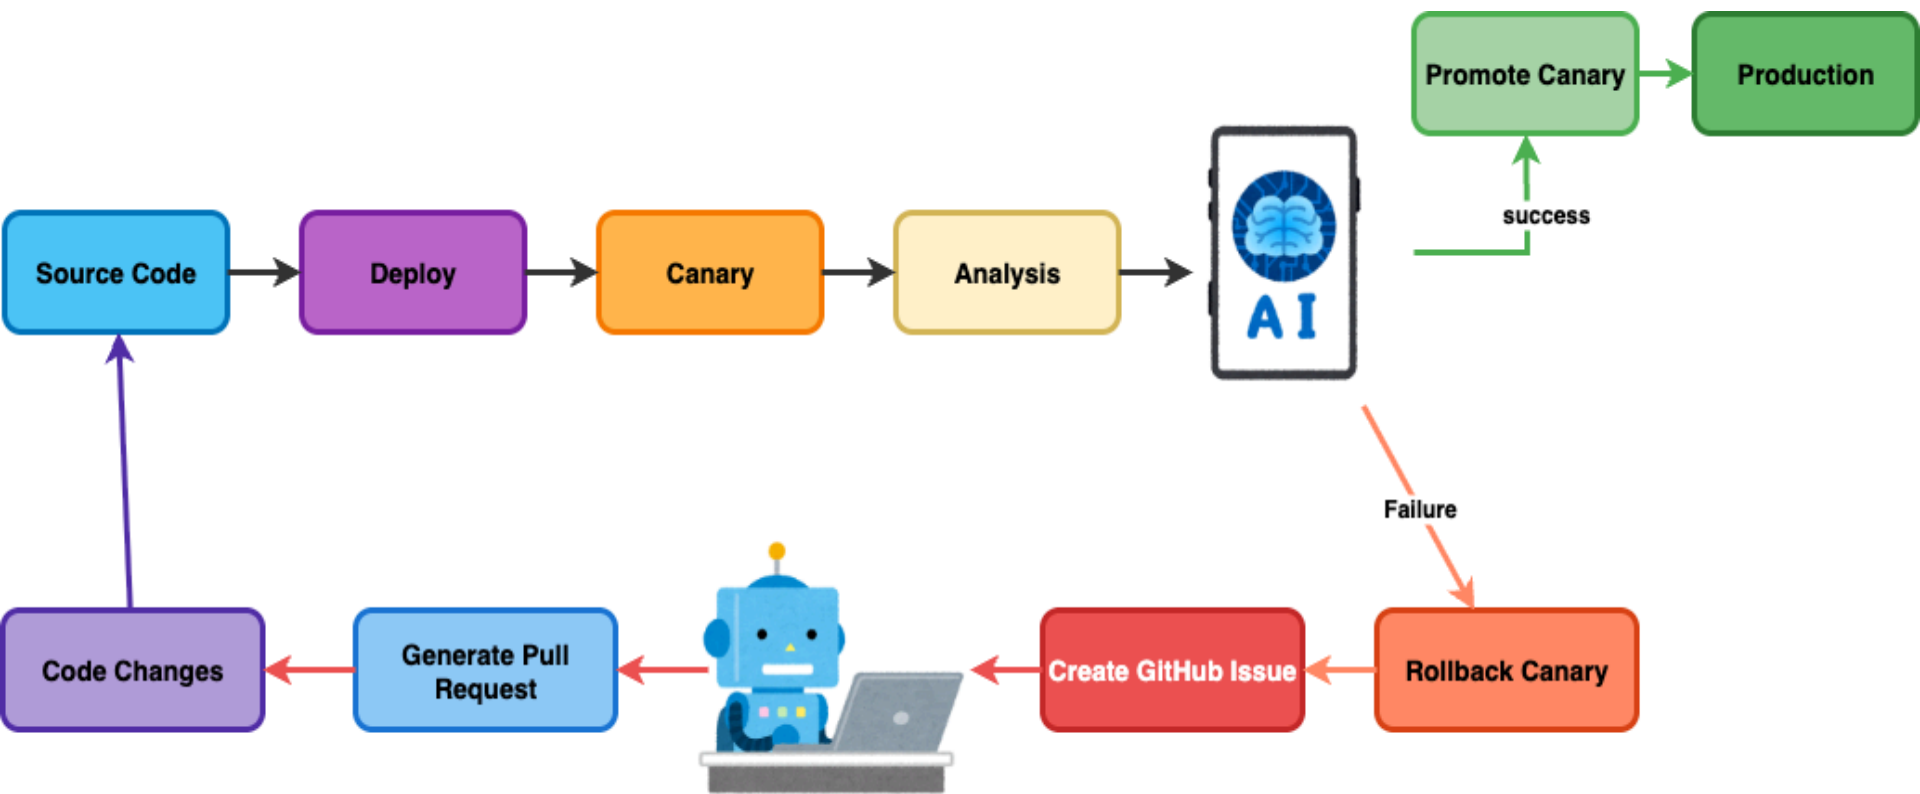 Promote Canary
Production
success
Source Code
Deploy
Canary
Analysis
AI
Failure
Code Changes
Generate Pull
Request
Create GitHub Issue
Rollback Canary